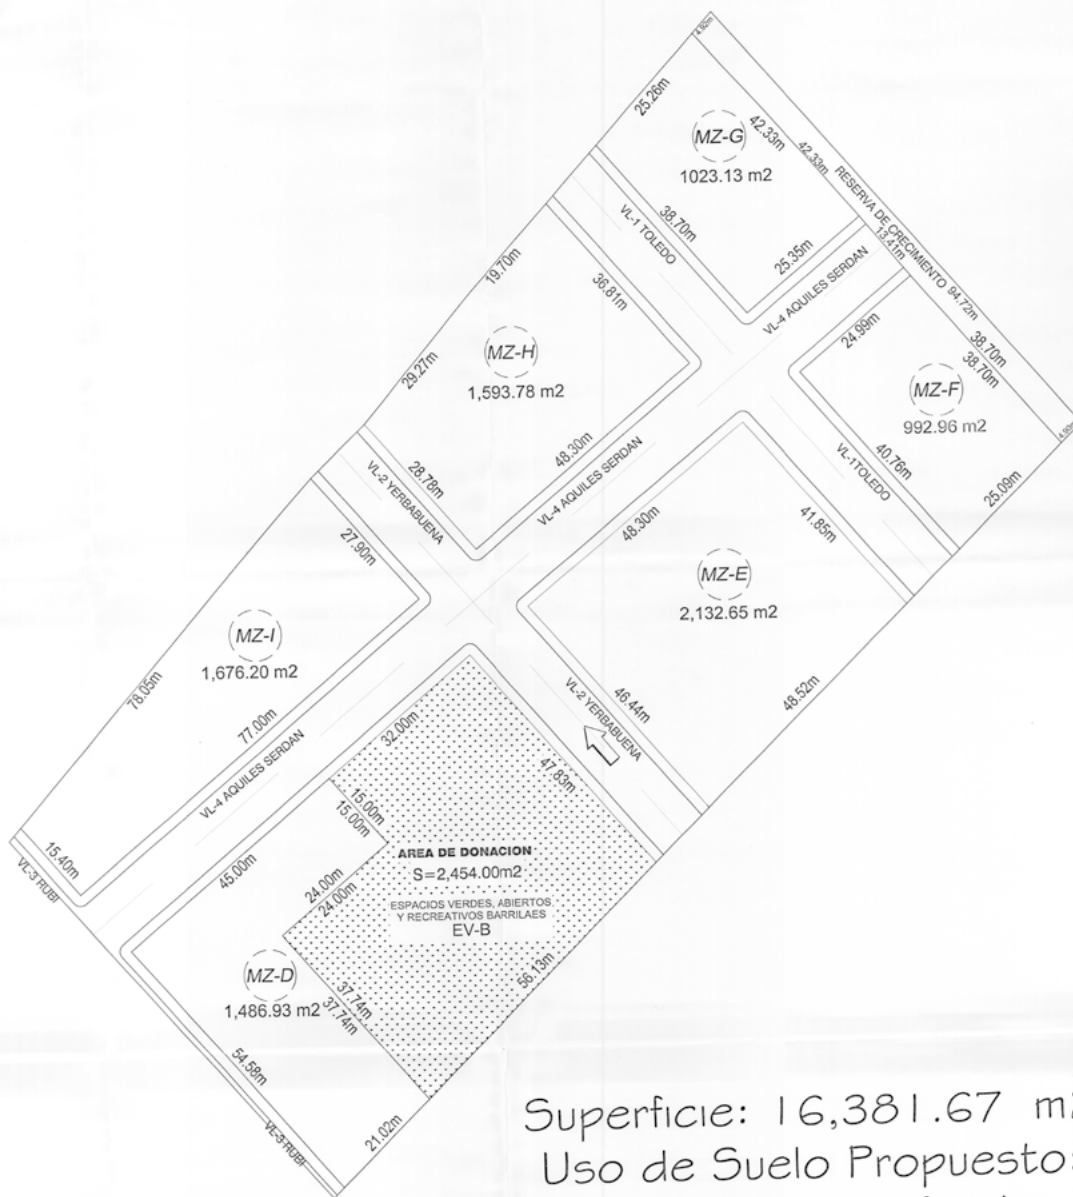 4.92m
25.26m
42.33m
42.33m
MZ-G
1023.13 m2
RESERVA DE CRECIMIENTO 94.72m
VL-1 TOLEDO
38.70m
25.35m
13.41m
VL-4 AQUILES SERDAN
19.70m
36.81m
24.99m
38.70m
38.70m
MZ-H
1,593.78 m2
29.27m
MZ-F
992.96 m2
4.92m
28.78m
48.30m
VL-2 YERBABUENA
VL-4 AQUILES SERDAN
40.76m
VL-1TOLEDO
25.09m
48.30m
41.85m
27.90m
MZ-E
2,132.65 m2
MZ-I
1,676.20 m2
78.05m
77.00m
46.44m
VL-2 YERBABUENA
48.52m
32.00m
47.83m
VL-4 AQUILES SERDAN
15.00m
15.00m
15.40m
VL-3 RUBI
45.00m
AREA DE DONACION
S=2,454.00m2
24.00m
24.00m
ESPACIOS VERDES, ABIERTOS
Y RECREATIVOS BARRILAES
EV-B
MZ-D
1,486.93 m2
37.74m
37.74m
56.13m
54.58m
21.02m
VL-3 RUBI
Superficie: 16,381.67 m2
Uso de Suelo Propuesto: